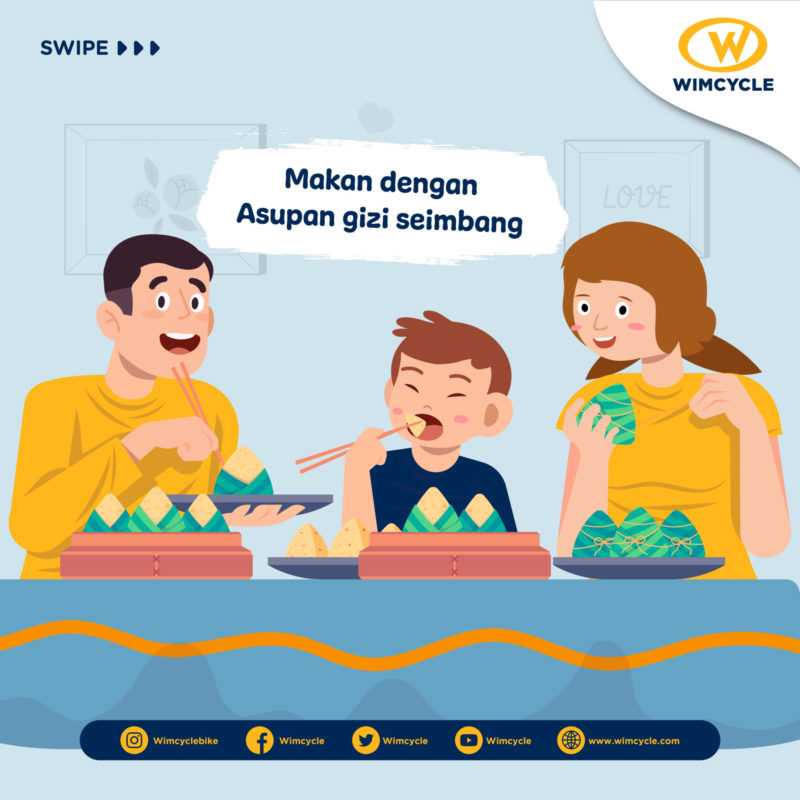 SWIPE
W
WIMCYCLE
Makan dengan
Asupan gizi seimbang
LOVE
Wimcyclebike
Wimcycle
Wimcycle
Wimcycle
www.wimcycle.com